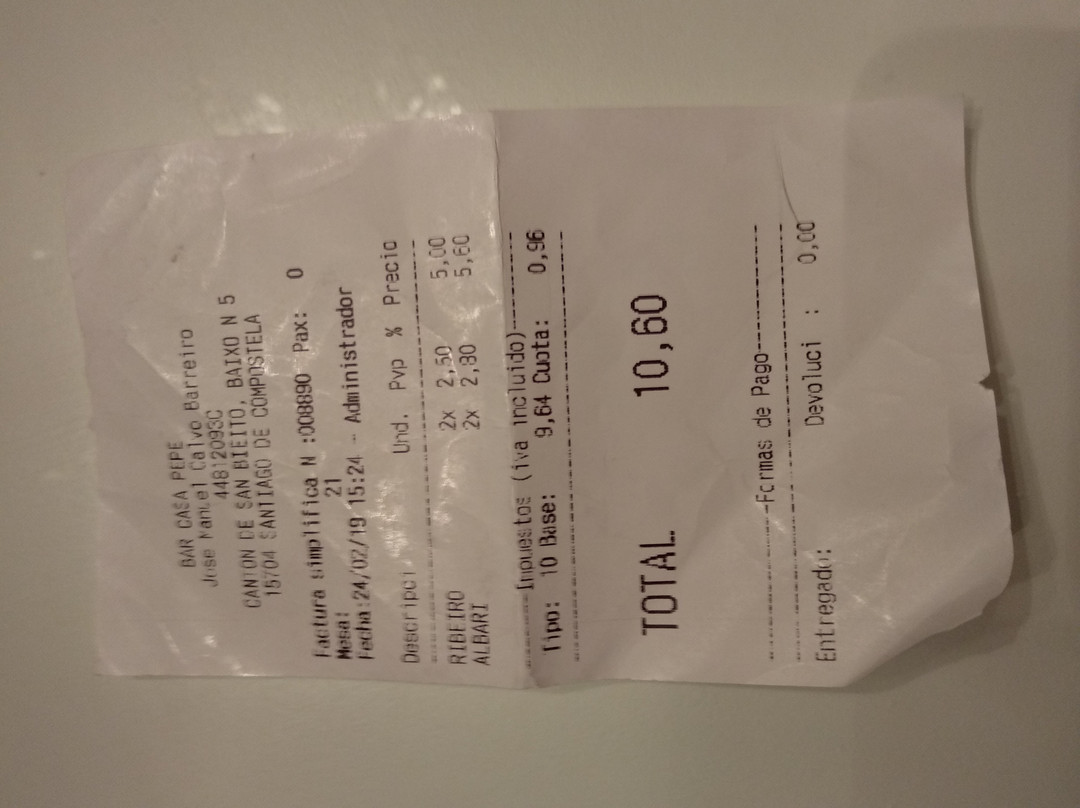 BAR CASA PEPE
Jose Manuel Calvo Barreiro
44812093C
CANTON DE SAN BIEITO, BAIXO N 5
15704 SANTIAGO DE COMPOSTELA
Factura simplifica N :008890 Pax: 0
Mesa: 21
Fecha:24/02/19 15:24 - Administrador
Descripci Und. Pvp % Precio
RIBEIRO 2x 2,50 5,00
ALBARI 2x 2,80 5,60
--------Impuestos (iva incluido)--------
Tipo: 10 Base: 9,64 Cuota: 0,96
TOTAL 10,60
-------------Formas de Pago-------------
Entregado: Devoluci : 0,00